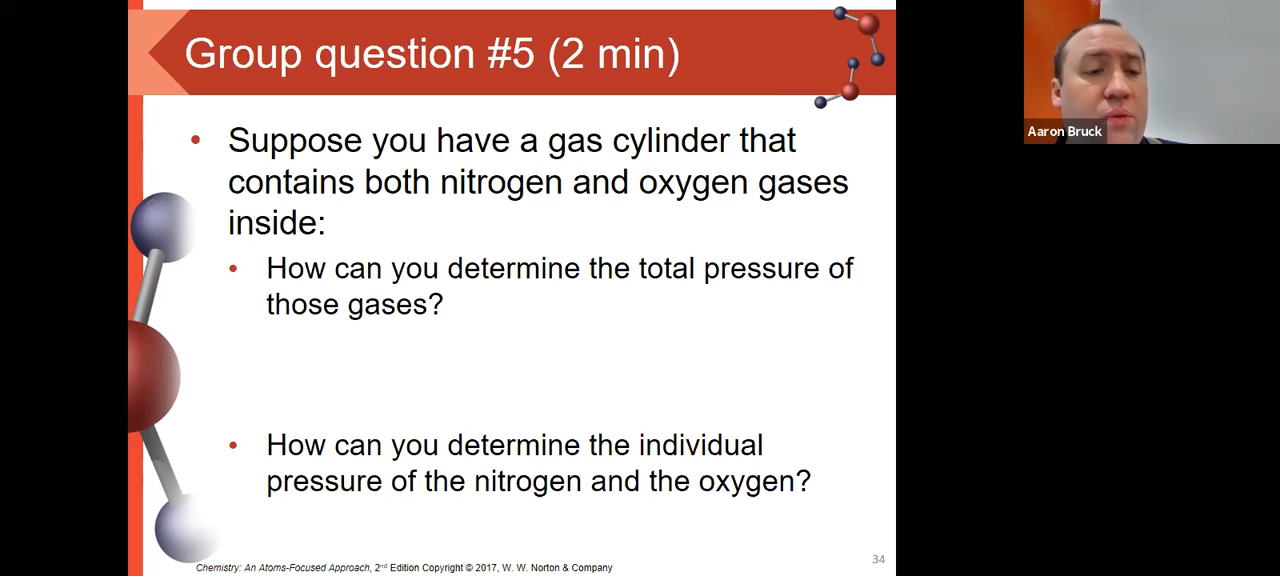 Group question #5 (2 min)
• Suppose you have a gas cylinder that
contains both nitrogen and oxygen gases
inside:
• How can you determine the total pressure of
those gases?
• How can you determine the individual
pressure of the nitrogen and the oxygen?
Chemistry: An Atoms-Focused Approach, 2nd Edition Copyright © 2017, W. W. Norton & Company
34
Aaron Bruck